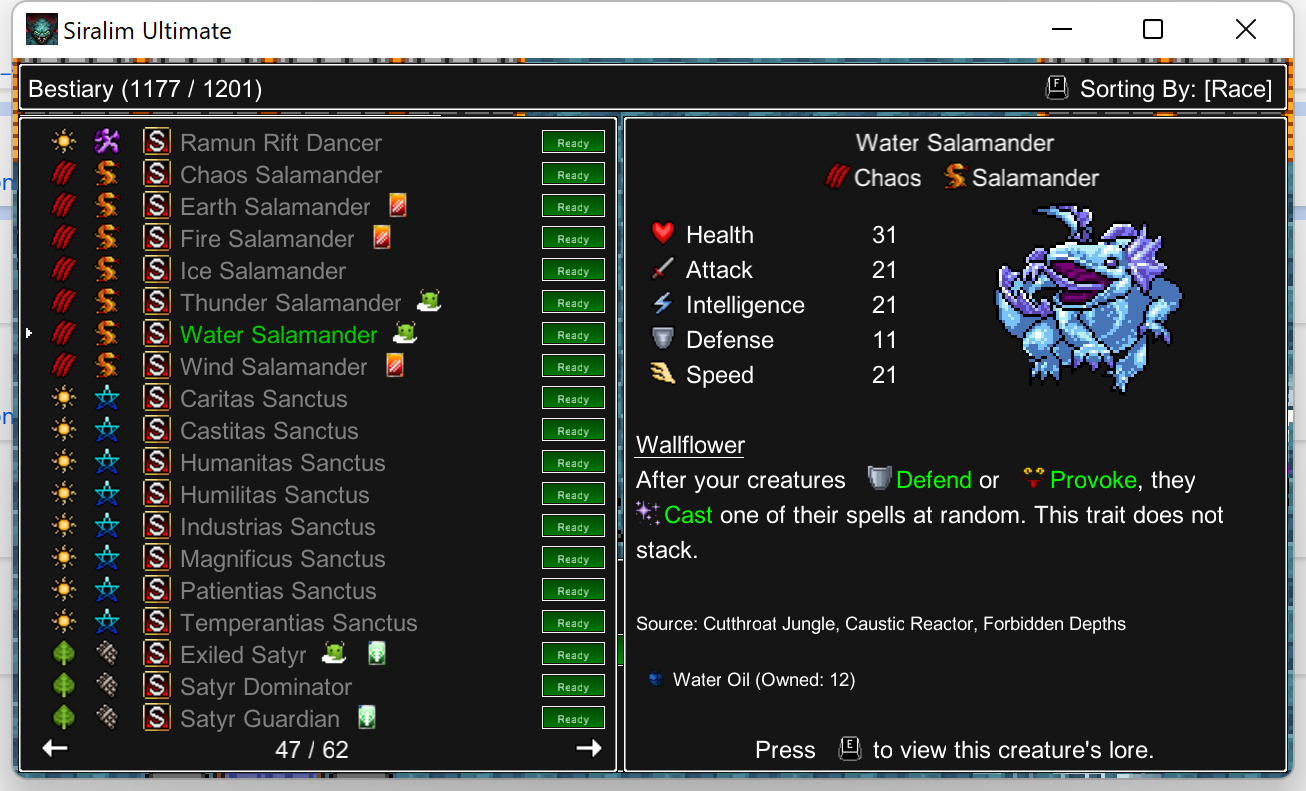 Siralim Ultimate
Bestiary (1177 / 1201)
F Sorting By: [Race]
S Ramun Rift Dancer Ready
S Chaos Salamander Ready
S Earth Salamander Ready
S Fire Salamander Ready
S Ice Salamander Ready
S Thunder Salamander Ready
S Water Salamander Ready
S Wind Salamander Ready
S Caritas Sanctus Ready
S Castitas Sanctus Ready
S Humanitas Sanctus Ready
S Humilitas Sanctus Ready
S Industrias Sanctus Ready
S Magnificus Sanctus Ready
S Patientias Sanctus Ready
S Temperantias Sanctus Ready
S Exiled Satyr Ready
S Satyr Dominator Ready
S Satyr Guardian Ready
47 / 62
Water Salamander
Chaos Salamander
Health 31
Attack 21
Intelligence 21
Defense 11
Speed 21
Wallflower
After your creatures Defend or Provoke, they
Cast one of their spells at random. This trait does not
stack.
Source: Cutthroat Jungle, Caustic Reactor, Forbidden Depths
Water Oil (Owned: 12)
Press E to view this creature's lore.